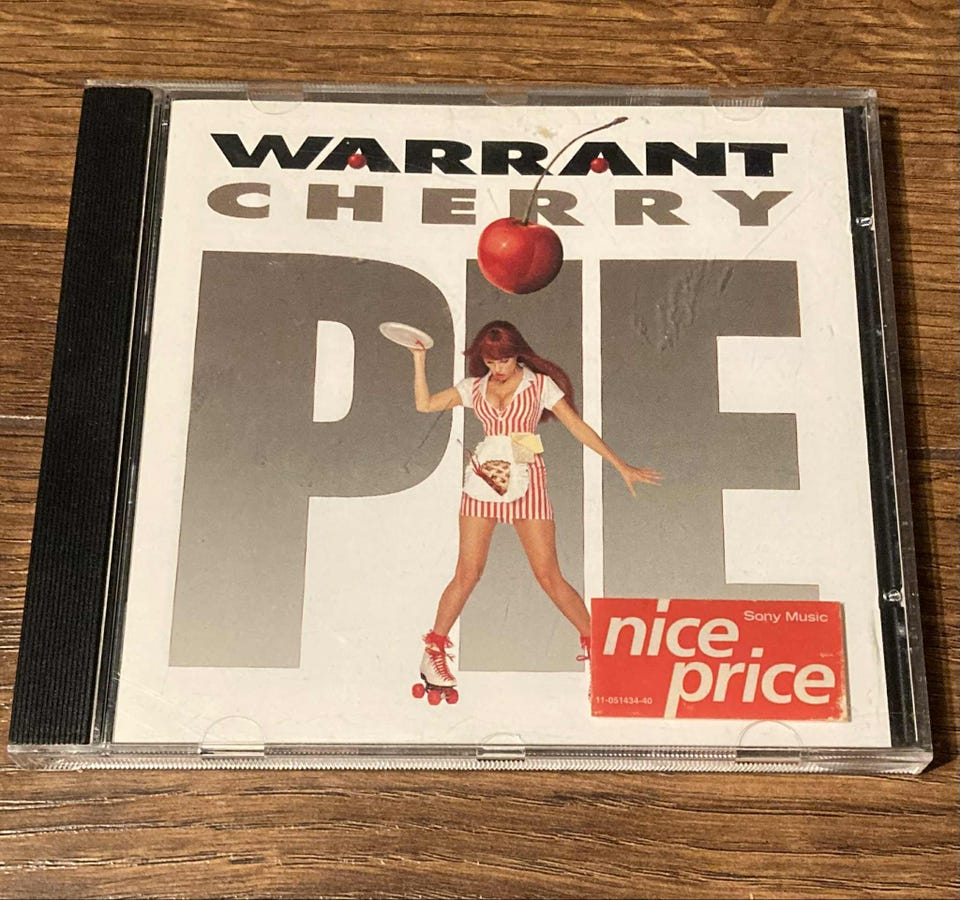 WARRANT
CHERRY
PIE
Sony Music
nice
price
11-051434-40